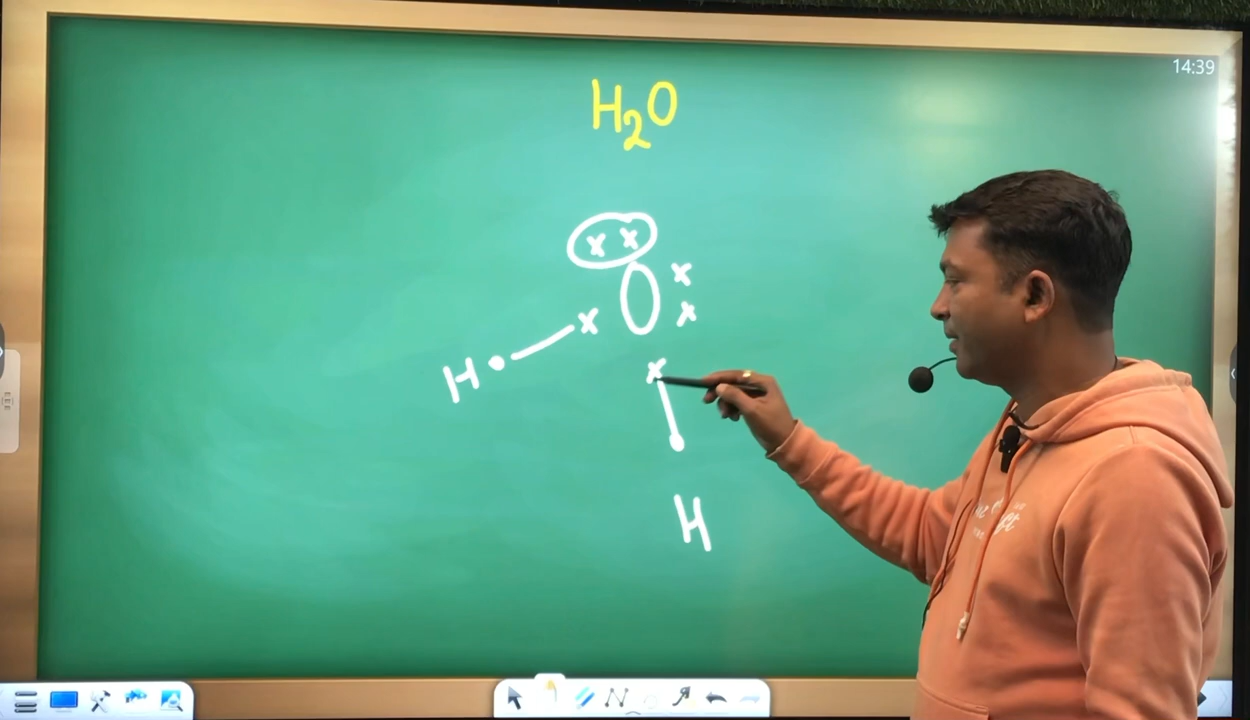 H2O
14:39
x x
O x
x x
H •
x
•
H